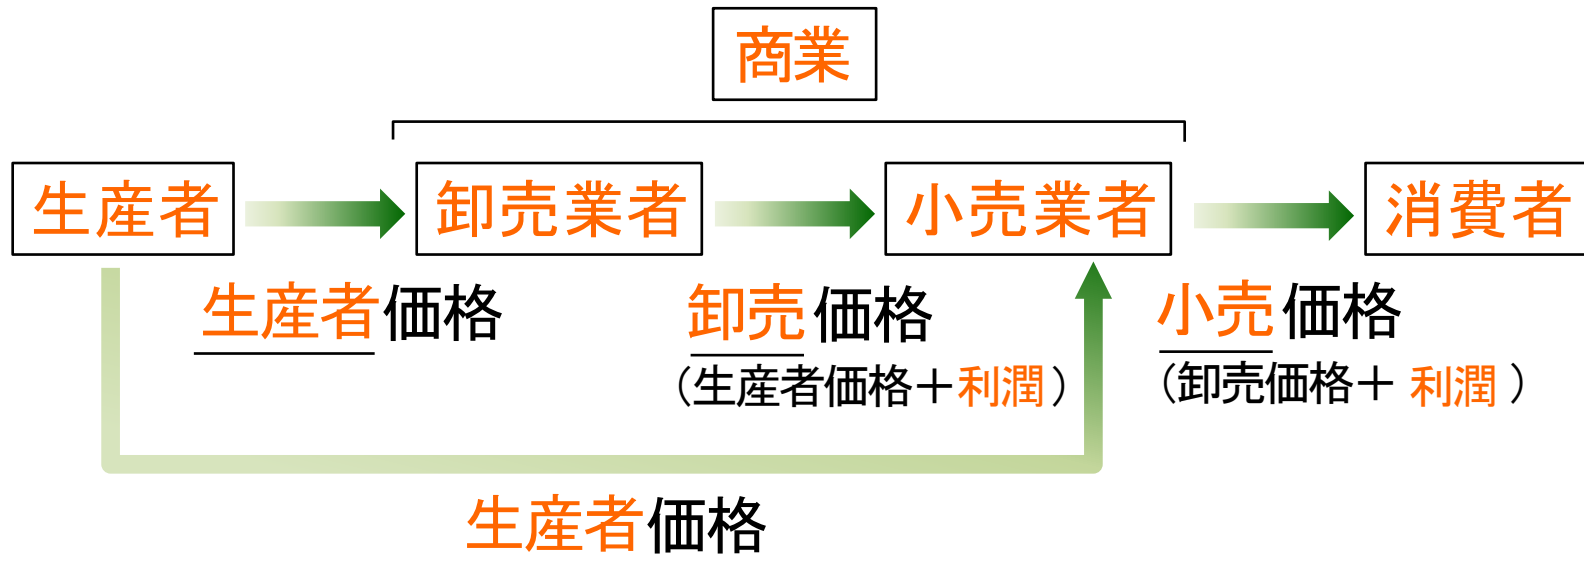 商業
生産者
卸売業者
小売業者
消費者
生産者価格
卸売価格
（生産者価格＋利潤）
小売価格
（卸売価格＋利潤）
生産者価格